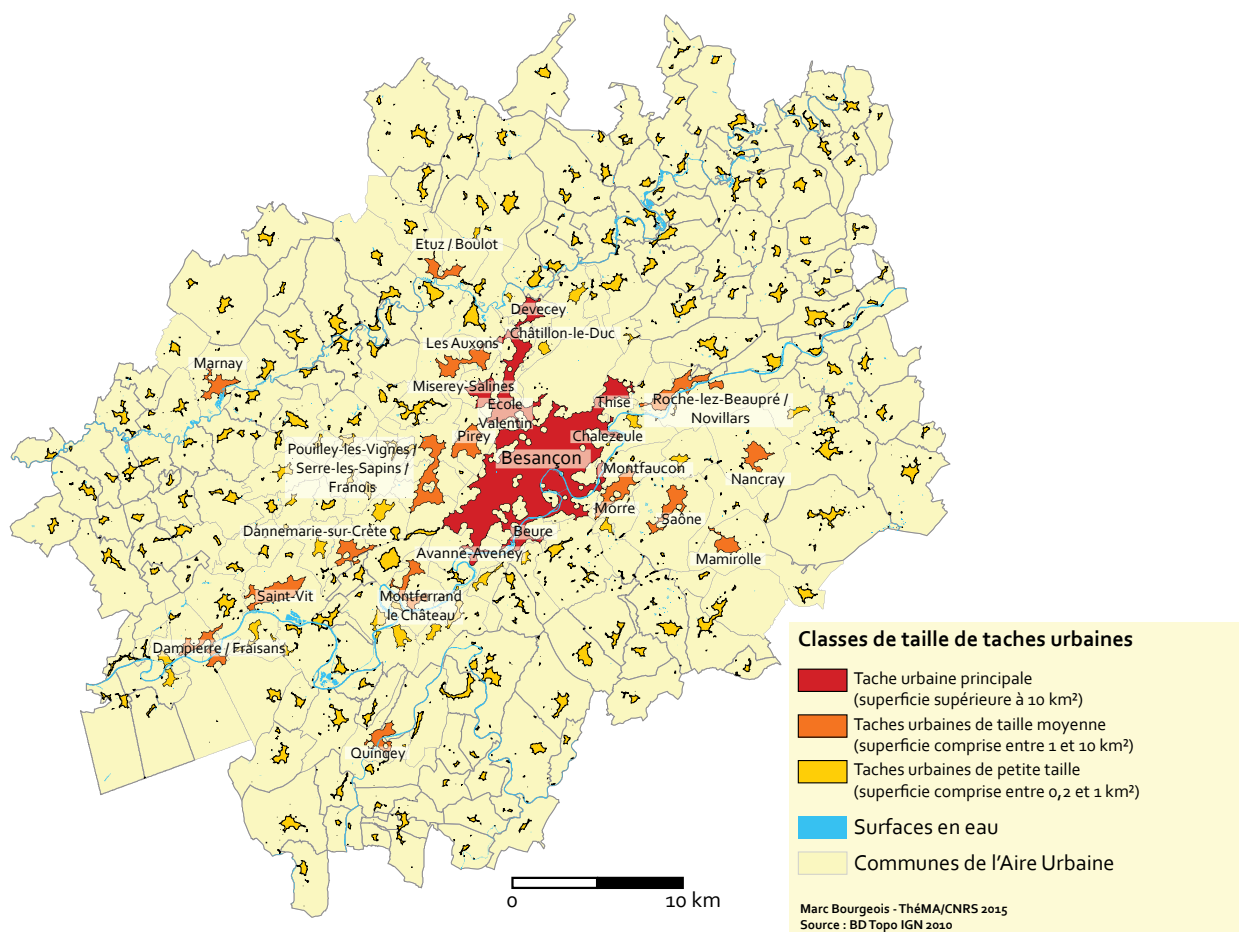 Etuz / Boulot
Devecey
Châtillon-le-Duc
Les Auxons
Marnay
Miserey-Salines
Ecole
Valentin
Thise
Roche-lez-Beaupré /
Novillars
Pirey
Chalezeule
Pouilley-les-Vignes /
Serre-les-Sapins /
Franois
Besançon
Montfaucon
Nancray
Morre
Saône
Dannemarie-sur-Crète
Beure
Avanne-Aveney
Mamirolle
Saint-Vit
Montferrand
le Château
Dampierre / Fraisans
Quingey
Classes de taille de taches urbaines
Tache urbaine principale
(superficie supérieure à 10 km²)
Taches urbaines de taille moyenne
(superficie comprise entre 1 et 10 km²)
Taches urbaines de petite taille
(superficie comprise entre 0,2 et 1 km²)
Surfaces en eau
Communes de l'Aire Urbaine
0 10 km
Marc Bourgeois - ThéMA/CNRS 2015
Source : BD Topo IGN 2010